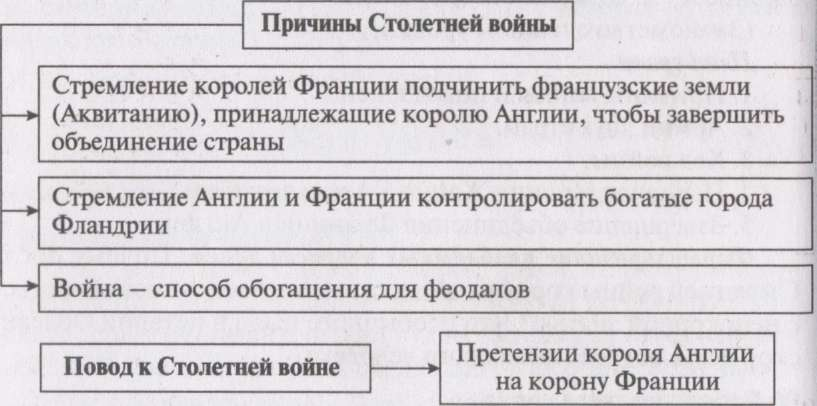 Причины Столетней войны
Стремление королей Франции подчинить французские земли
(Аквитанию), принадлежащие королю Англии, чтобы завершить
объединение страны
Стремление Англии и Франции контролировать богатые города
Фландрии
Война – способ обогащения для феодалов
Повод к Столетней войне
Претензии короля Англии
на корону Франции